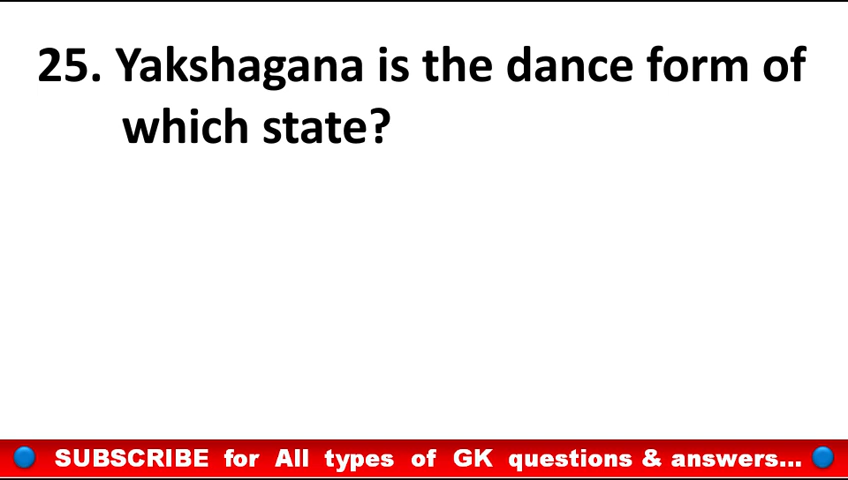 25. Yakshagana is the dance form of
which state?
SUBSCRIBE for All types of GK questions & answers...